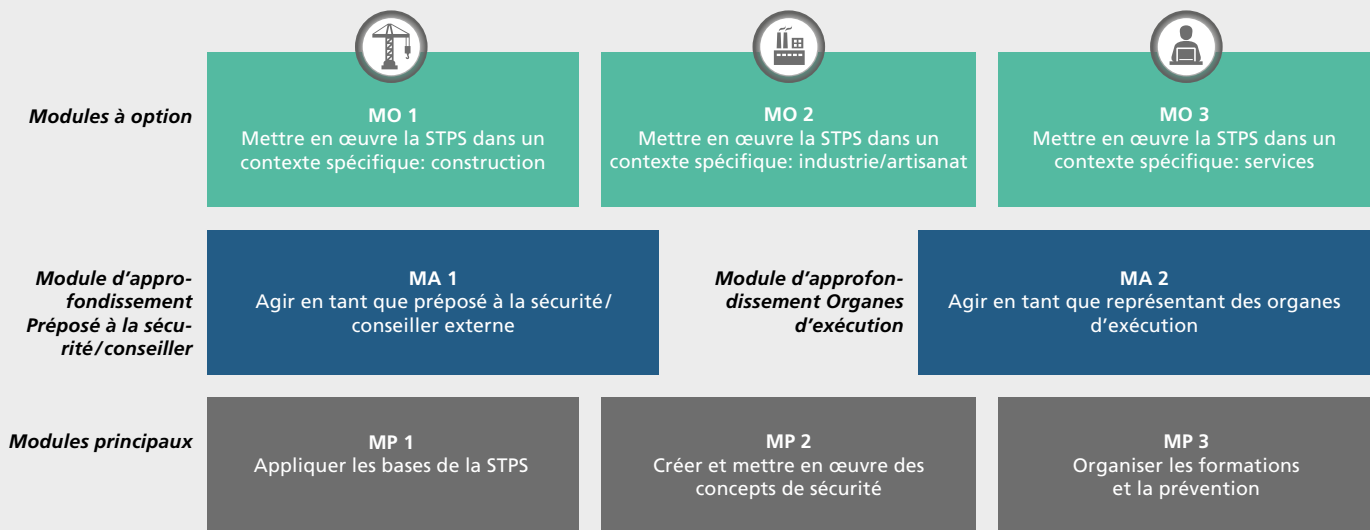 Modules à option
MO 1
Mettre en œuvre la STPS dans un
contexte spécifique: construction
MO 2
Mettre en œuvre la STPS dans un
contexte spécifique: industrie/artisanat
MO 3
Mettre en œuvre la STPS dans un
contexte spécifique: services
Module d'appro-
fondissement
Préposé à la sécu-
rité/conseiller
MA 1
Agir en tant que préposé à la sécurité/
conseiller externe
Module d'approfon-
dissement Organes
d'exécution
MA 2
Agir en tant que représentant des organes
d'exécution
Modules principaux
MP 1
Appliquer les bases de la STPS
MP 2
Créer et mettre en œuvre des
concepts de sécurité
MP 3
Organiser les formations
et la prévention